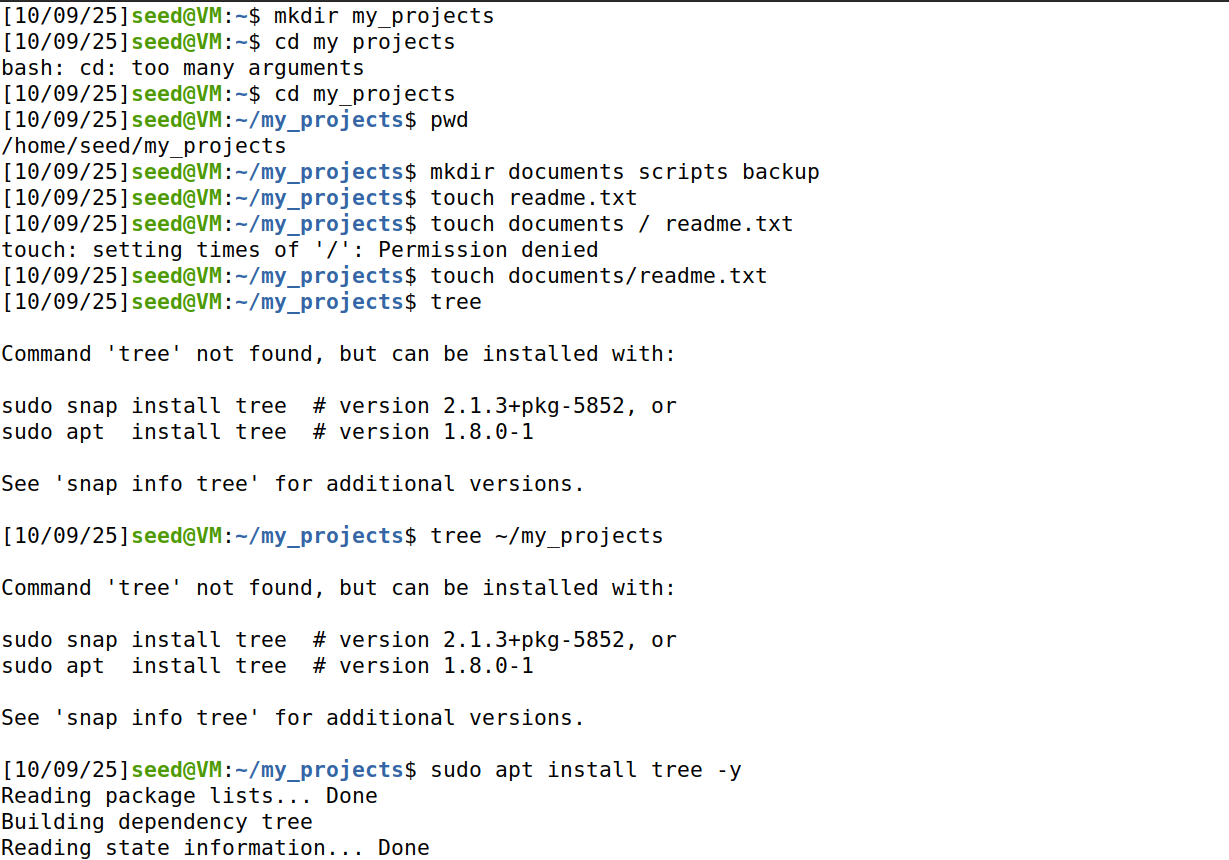 [10/09/25]seed@VM:~$ mkdir my_projects
[10/09/25]seed@VM:~$ cd my projects
bash: cd: too many arguments
[10/09/25]seed@VM:~$ cd my_projects
[10/09/25]seed@VM:~/my_projects$ pwd
/home/seed/my_projects
[10/09/25]seed@VM:~/my_projects$ mkdir documents scripts backup
[10/09/25]seed@VM:~/my_projects$ touch readme.txt
[10/09/25]seed@VM:~/my_projects$ touch documents / readme.txt
touch: setting times of '/': Permission denied
[10/09/25]seed@VM:~/my_projects$ touch documents/readme.txt
[10/09/25]seed@VM:~/my_projects$ tree
Command 'tree' not found, but can be installed with:
sudo snap install tree  # version 2.1.3+pkg-5852, or
sudo apt  install tree  # version 1.8.0-1
See 'snap info tree' for additional versions.
[10/09/25]seed@VM:~/my_projects$ tree ~/my_projects
Command 'tree' not found, but can be installed with:
sudo snap install tree  # version 2.1.3+pkg-5852, or
sudo apt  install tree  # version 1.8.0-1
See 'snap info tree' for additional versions.
[10/09/25]seed@VM:~/my_projects$ sudo apt install tree -y
Reading package lists... Done
Building dependency tree
Reading state information... Done